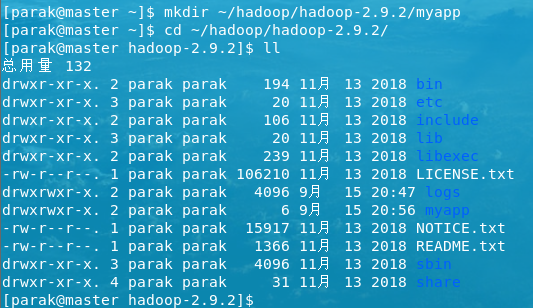 [parak@master ~]$ mkdir ~/hadoop/hadoop-2.9.2/myapp
[parak@master ~]$ cd ~/hadoop/hadoop-2.9.2/
[parak@master hadoop-2.9.2]$ ll
总用量 132
drwxr-xr-x. 2 parak parak    194 11月  13 2018 bin
drwxr-xr-x. 3 parak parak     20 11月  13 2018 etc
drwxr-xr-x. 2 parak parak    106 11月  13 2018 include
drwxr-xr-x. 3 parak parak     20 11月  13 2018 lib
drwxr-xr-x. 2 parak parak    239 11月  13 2018 libexec
-rw-r--r--. 1 parak parak 106210 11月  13 2018 LICENSE.txt
drwxrwxr-x. 2 parak parak   4096 9月   15 20:47 logs
drwxrwxr-x. 2 parak parak      6 9月   15 20:56 myapp
-rw-r--r--. 1 parak parak  15917 11月  13 2018 NOTICE.txt
-rw-r--r--. 1 parak parak   1366 11月  13 2018 README.txt
drwxr-xr-x. 3 parak parak   4096 11月  13 2018 sbin
drwxr-xr-x. 4 parak parak     31 11月  13 2018 share
[parak@master hadoop-2.9.2]$